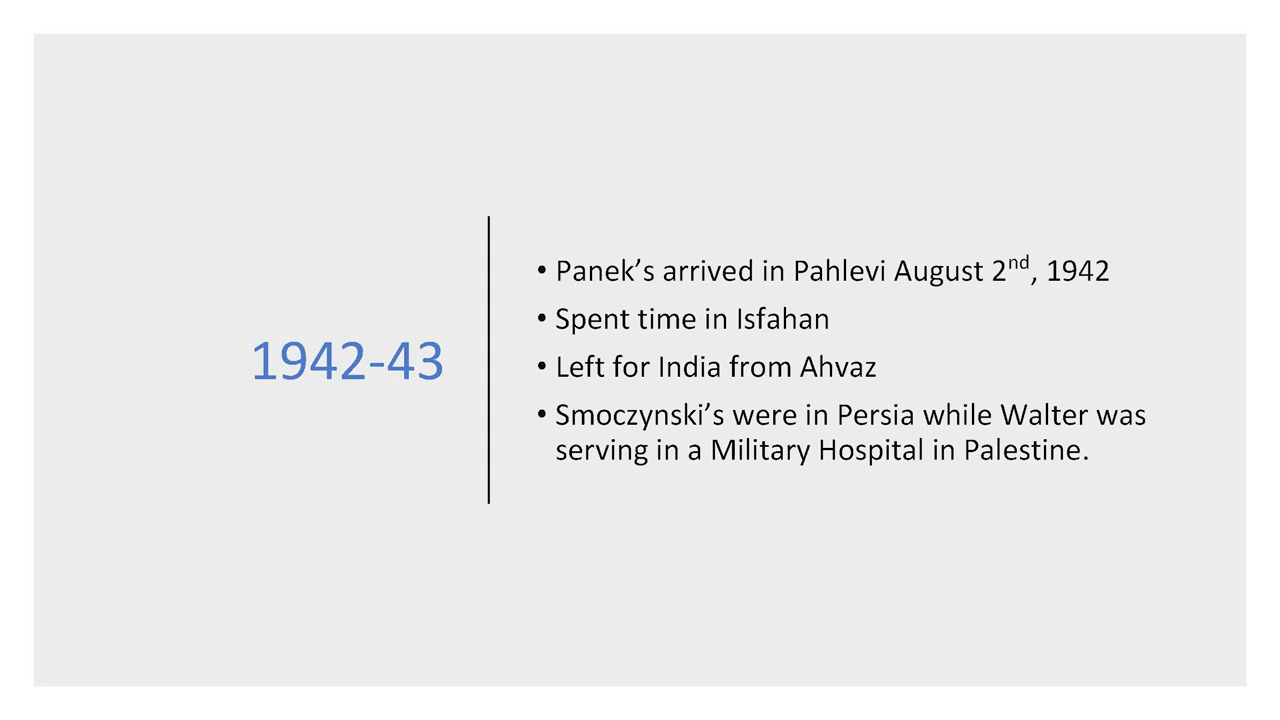 1942-43
• Panek’s arrived in Pahlevi August 2nd, 1942
• Spent time in Isfahan
• Left for India from Ahvaz
• Smoczynski’s were in Persia while Walter was
serving in a Military Hospital in Palestine.